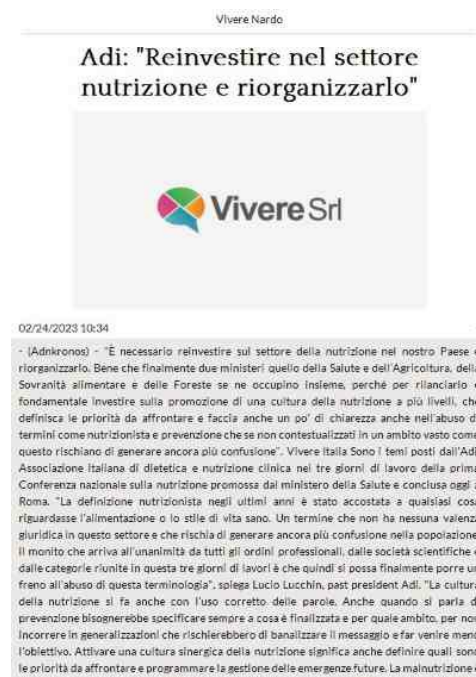 Vivere Nardo
Adi: "Reinvestire nel settore
nutrizione e riorganizzarlo"
Vivere Srl
02/24/2023 10:34
- (Adnkronos) - "È necessario reinvestire sul settore della nutrizione nel nostro Paese e
riorganizzarlo. Bene che finalmente due ministeri quello della Salute e dell'Agricoltura, della
Sovranità alimentare e delle Foreste se ne occupino insieme, perché per rilanciarlo è
fondamentale investire sulla promozione di una cultura della nutrizione a più livelli, che
definisca le priorità da affrontare e faccia anche un po' di chiarezza anche nell'abuso di
termini come nutrizionista e prevenzione che se non contestualizzati in un ambito vasto come
questo rischiano di generare ancora più confusione". Vivere Italia Sono i temi posti dall'Adi,
Associazione italiana di dietetica e nutrizione clinica nei tre giorni di lavoro della prima
Conferenza nazionale sulla nutrizione promossa dal ministero della Salute e conclusa oggi a
Roma. "La definizione nutrizionista negli ultimi anni è stato accostata a qualsiasi cosa
riguardasse l'alimentazione o lo stile di vita sano. Un termine che non ha nessuna valenza
giuridica in questo settore e che rischia di generare ancora più confusione nella popolazione.
Il monito che arriva all'unanimità da tutti gli ordini professionali, dalle società scientifiche e
dalle categorie riunite in questa tre giorni di lavori è che quindi si possa finalmente porre un
freno all'abuso di questa terminologia", spiega Lucio Lucchin, past president Adi. "La cultura
della nutrizione si fa anche con l'uso corretto delle parole. Anche quando si parla di
prevenzione bisognerebbe specificare sempre a cosa è finalizzata e per quale ambito, per non
incorrere in generalizzazioni che rischierebbero di banalizzare il messaggio e far venire meno
l'obiettivo. Attivare una cultura sinergica della nutrizione significa anche definire quali sono
le priorità da affrontare e programmare la gestione delle emergenze future. La malnutrizione è